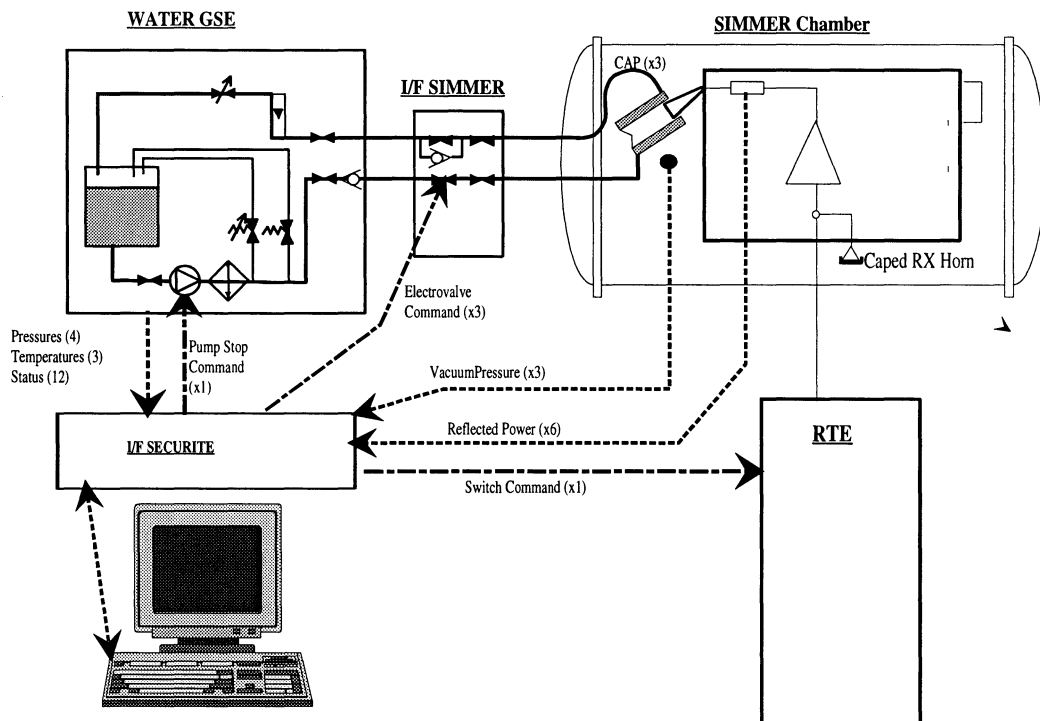 WATER GSE
SIMMER Chamber
I/F SIMMER
CAP (x3)
Caped RX Horn
Electrovalve
Command (x3)
Pressures (4)
Temperatures (3)
Status (12)
Pump Stop
Command
(x1)
VacuumPressure (x3)
Reflected Power (x6)
I/F SECURITE
Switch Command (x1)
RTE